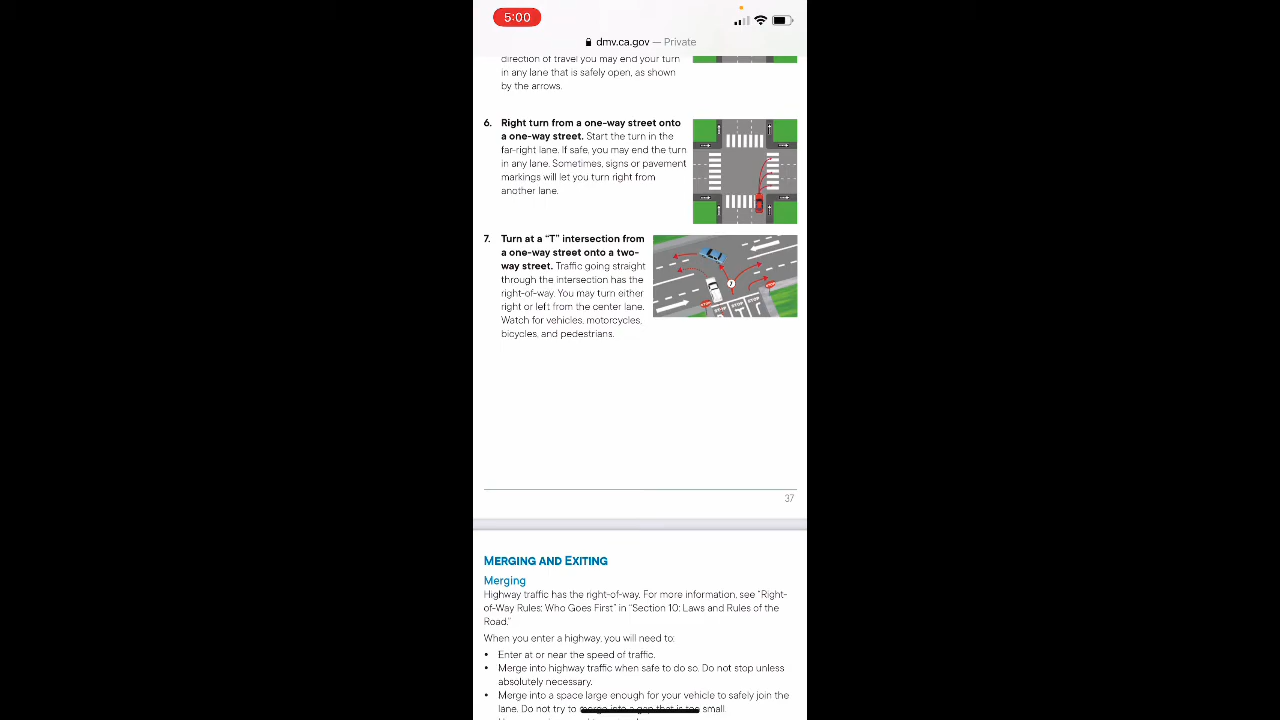 5:00
dmv.ca.gov — Private
direction of travel you may end your turn
in any lane that is safely open, as shown
by the arrows.
6. Right turn from a one-way street onto
a one-way street. Start the turn in the
far-right lane. If safe, you may end the turn
in any lane. Sometimes, signs or pavement
markings will let you turn right from
another lane.
7. Turn at a “T” intersection from
a one-way street onto a two-
way street. Traffic going straight
through the intersection has the
right-of-way. You may turn either
right or left from the center lane.
Watch for vehicles, motorcycles,
bicycles, and pedestrians.
7
STOP
STOP
STOP STOP STOP
37
MERGING AND EXITING
Merging
Highway traffic has the right-of-way. For more information, see “Right-
of-Way Rules: Who Goes First” in “Section 10: Laws and Rules of the
Road.”
When you enter a highway, you will need to:
• Enter at or near the speed of traffic.
• Merge into highway traffic when safe to do so. Do not stop unless
absolutely necessary.
• Merge into a space large enough for your vehicle to safely join the
lane. Do not try to merge into a gap that is too small.